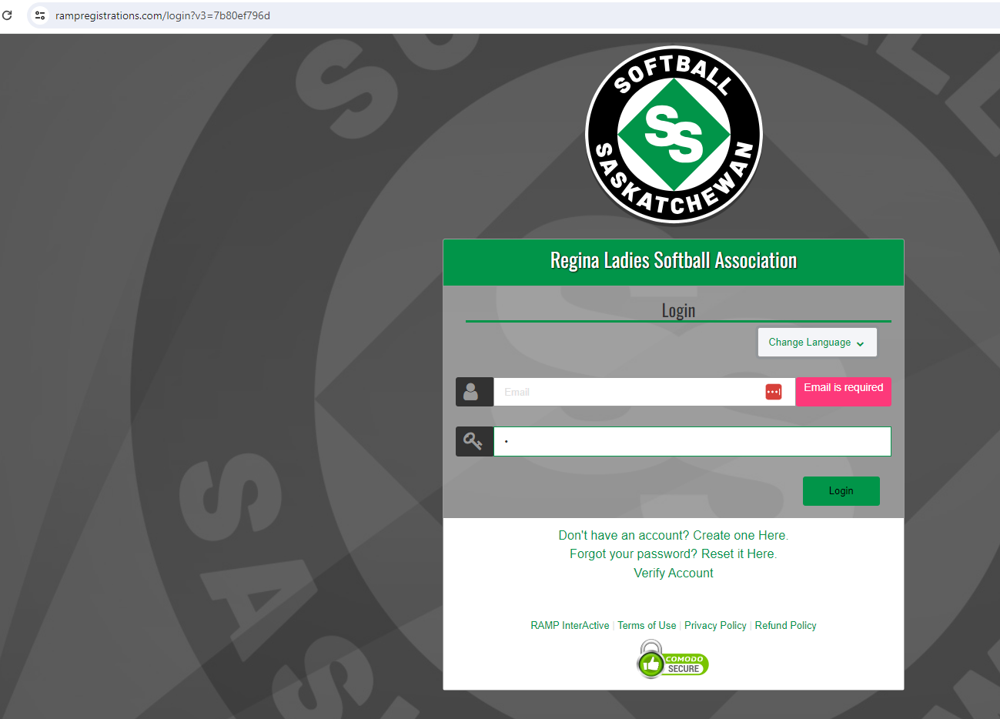 rampregistrations.com/login?v3=7b80ef796d
SOFTBALL
SS
SASKATCHEWAN
Regina Ladies Softball Association
Login
Change Language
Email
Email is required
Login
Don't have an account? Create one Here.
Forgot your password? Reset it Here.
Verify Account
RAMP InterActive | Terms of Use | Privacy Policy | Refund Policy
COMODO
SECURE